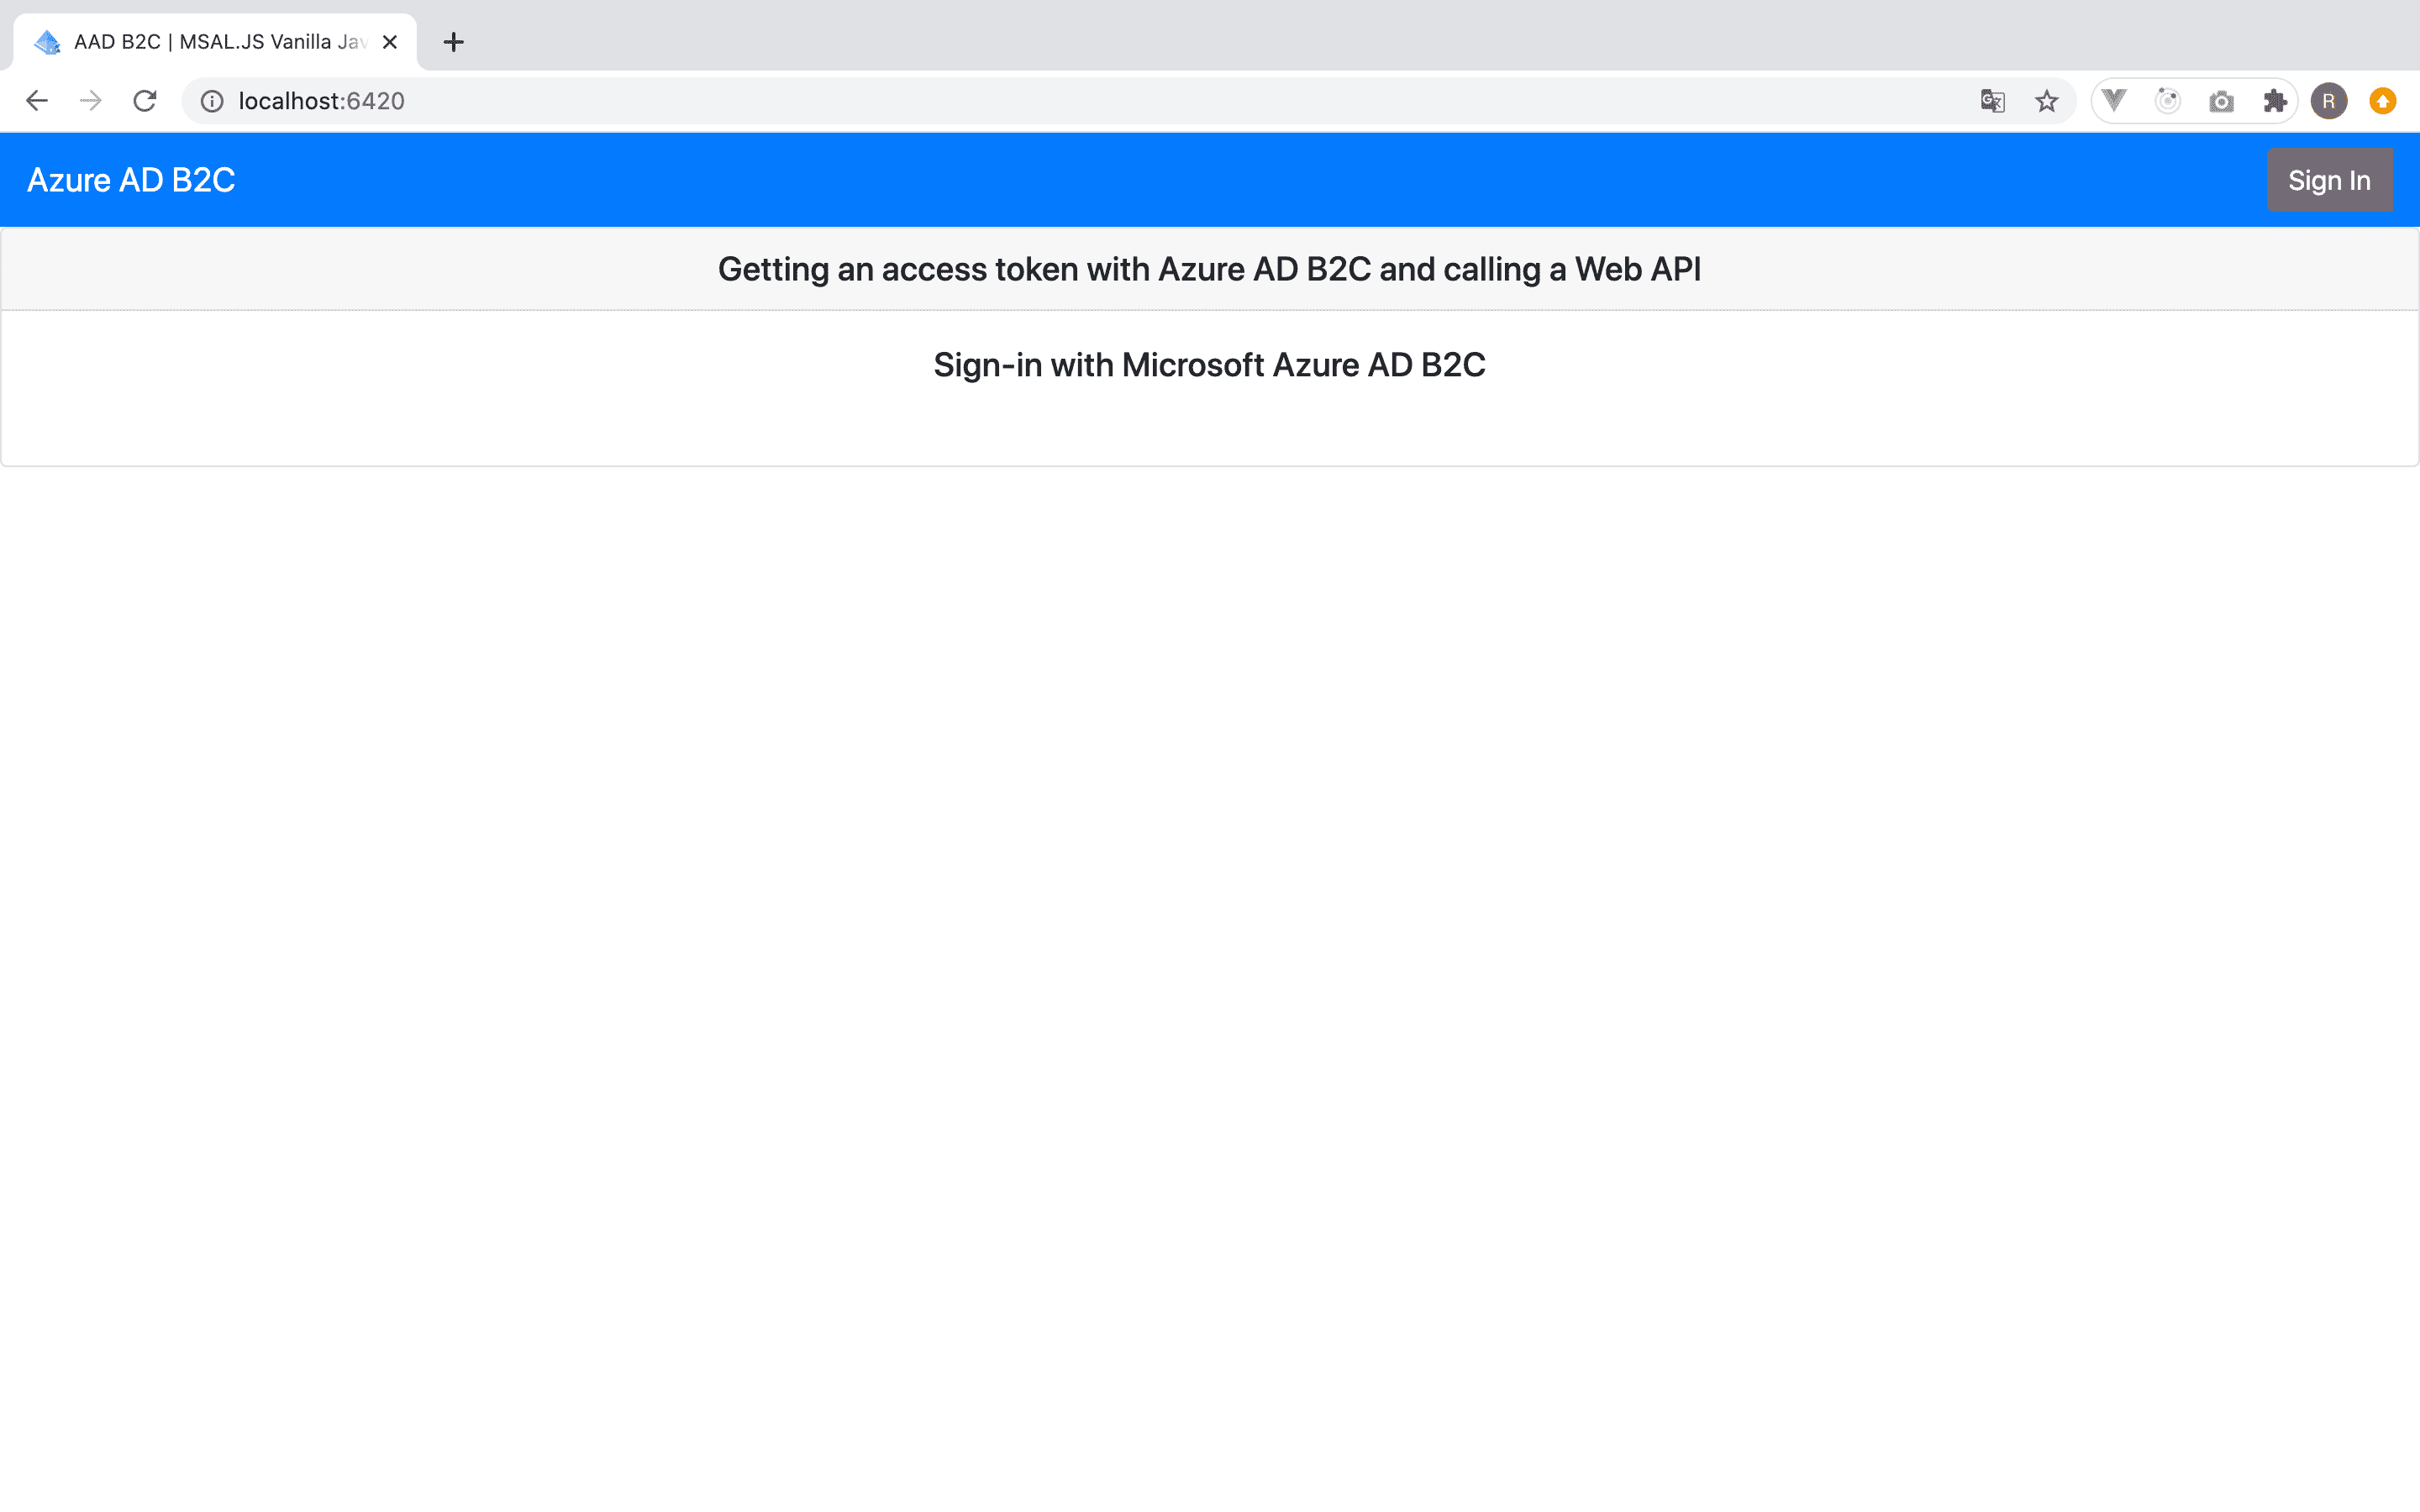 AAD B2C | MSAL.JS Vanilla Jav
localhost:6420
R
Azure AD B2C
Sign In
Getting an access token with Azure AD B2C and calling a Web API
Sign-in with Microsoft Azure AD B2C